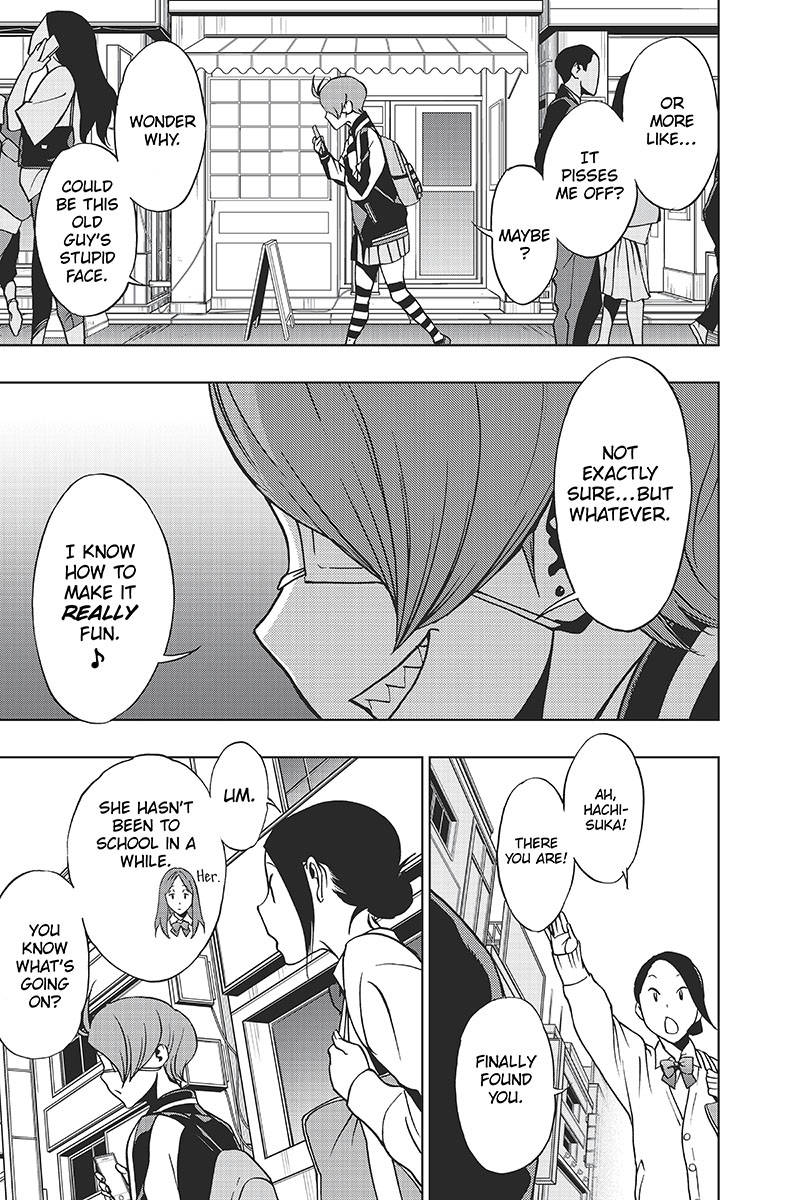 OR
MORE
LIKE...
IT
PISSES
ME OFF?
MAYBE
?
WONDER
WHY.
COULD
BE THIS
OLD
GUY'S
STUPID
FACE.
NOT
EXACTLY
SURE...BUT
WHATEVER.
I KNOW
HOW TO
MAKE IT
REALLY
FUN.
♪
AH,
HACHI-
SUKA!
THERE
YOU ARE!
FINALLY
FOUND
YOU.
UM.
SHE HASN'T
BEEN TO
SCHOOL IN A
WHILE.
Her.
YOU
KNOW
WHAT'S
GOING
ON?